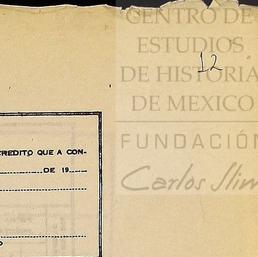 CENTRO DE
ESTUDIOS
DE HISTORIA
DE MEXICO
FUNDACIÓN
Carlos Slim
12
CREDITO QUE A CON-
DE 19